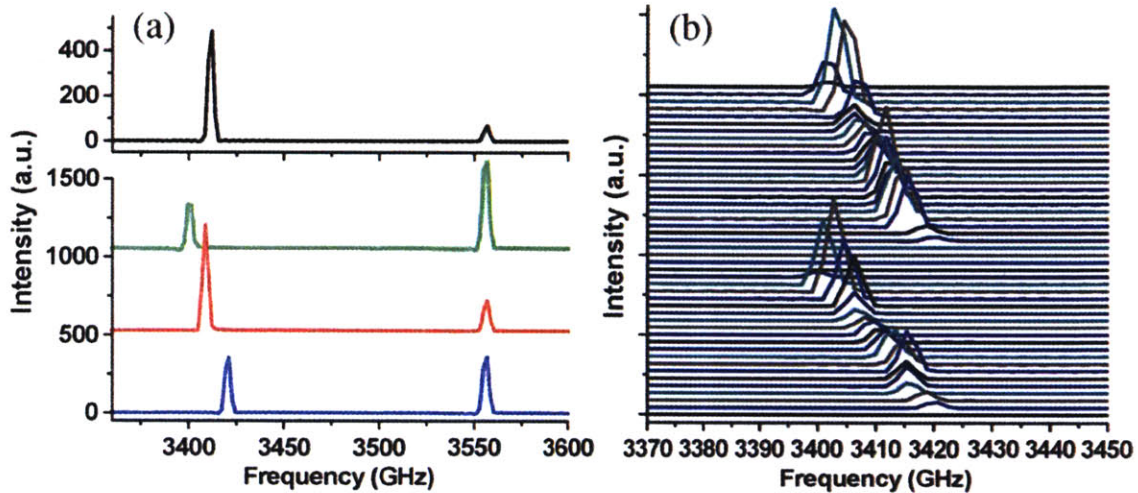 (a)
400
200
0
1500
1000
500
0
Intensity (a.u.)
3400 3450 3500 3550 3600
Frequency (GHz)
(b)
Intensity (a.u.)
3370 3380 3390 3400 3410 3420 3430 3440 3450
Frequency (GHz)